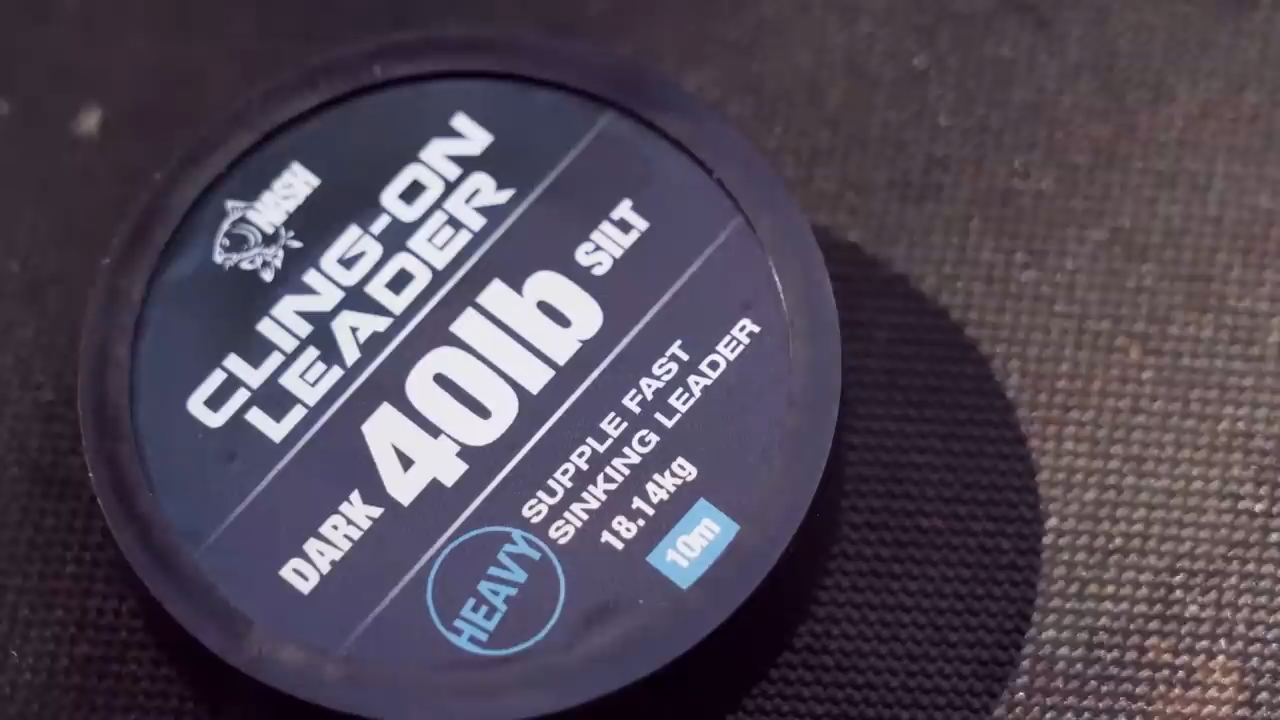 NASH
CLING-ON
LEADER
DARK 40lb SILT
HEAVY
SUPPLE FAST
SINKING LEADER
18.14kg
10m